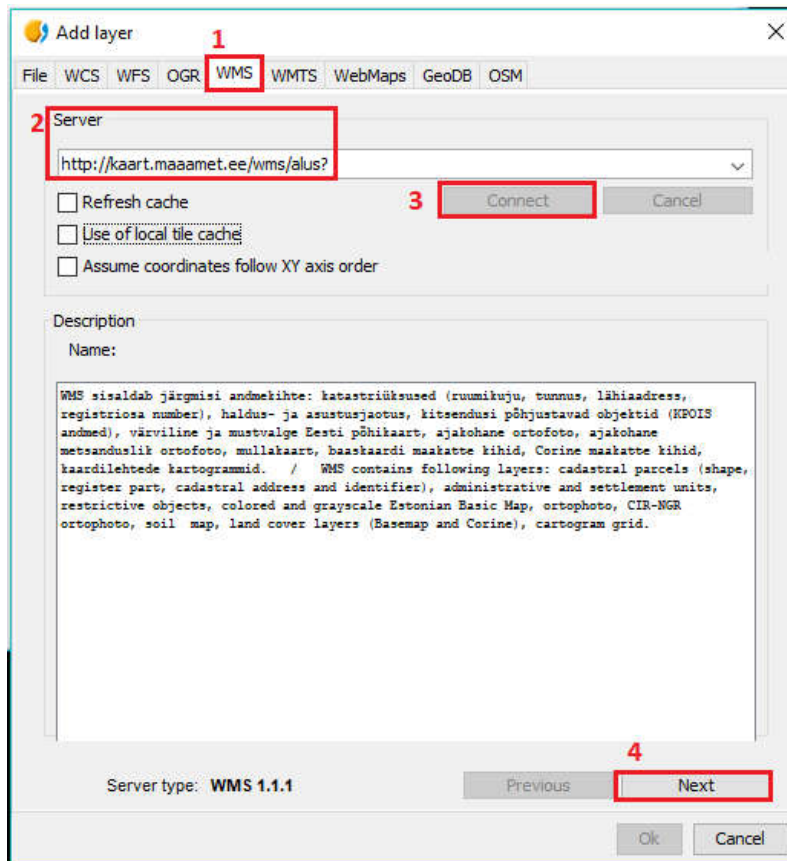 Add layer
1
File WCS WFS OGR WMS WMTS WebMaps GeoDB OSM
2 Server
http://kaart.maaamet.ee/wms/alus?
Refresh cache
3 Connect Cancel
Use of local tile cache
Assume coordinates follow XY axis order
Description
Name:
WMS sisaldab järgmisi andmekihte: katastriüksused (ruumikuju, tunnus, lähiaadress,
registriosa number), haldus- ja asustusjaotus, kitsendusi põhjustavad objektid (KPOIS
andmed), värviline ja mustvalge Eesti põhikaart, ajakohane ortofoto, ajakohane
metsanduslik ortofoto, mullakaart, baaskaardi maakatte kihid, Corine maakatte kihid,
kaardilehtede kartogrammid. / WMS contains following layers: cadastral parcels (shape,
register part, cadastral address and identifier), administrative and settlement units,
restrictive objects, colored and grayscale Estonian Basic Map, ortophoto, CIR-NGR
ortophoto, soil map, land cover layers (Basemap and Corine), cartogram grid.
4
Server type: WMS 1.1.1 Previous Next
Ok Cancel